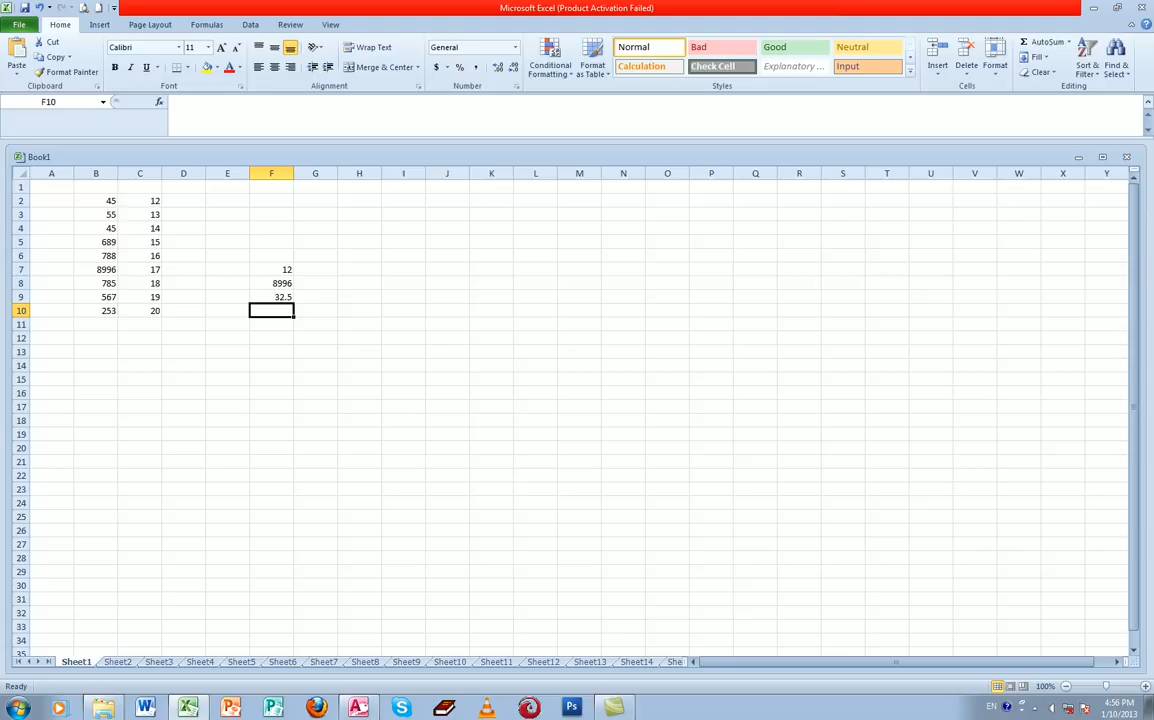 Microsoft Excel (Product Activation Failed)
File Home Insert Page Layout Formulas Data Review View
Paste Cut Copy Format Painter Clipboard
Calibri 11 A A B I U A Font
Wrap Text Merge & Center Alignment
General $ % , Number
Conditional Formatting Format as Table Normal Bad Good Neutral Calculation Check Cell Explanatory ... Input Styles
Insert Delete Format Cells
AutoSum Fill Clear Sort & Filter Find & Select Editing
F10 fx
Book1
A B C D E F G H I J K L M N O P Q R S T U V W X Y
1
2 45 12
3 55 13
4 45 14
5 689 15
6 788 16
7 8996 17 12
8 785 18 8996
9 567 19 32.5
10 253 20
11
12
13
14
15
16
17
18
19
20
21
22
23
24
25
26
27
28
29
30
31
32
33
34
35
Sheet1 Sheet2 Sheet3 Sheet4 Sheet5 Sheet6 Sheet7 Sheet8 Sheet9 Sheet10 Sheet11 Sheet12 Sheet13 Sheet14 She
Ready 100%
W X P P A S Ps EN 4:56 PM
1/10/2013